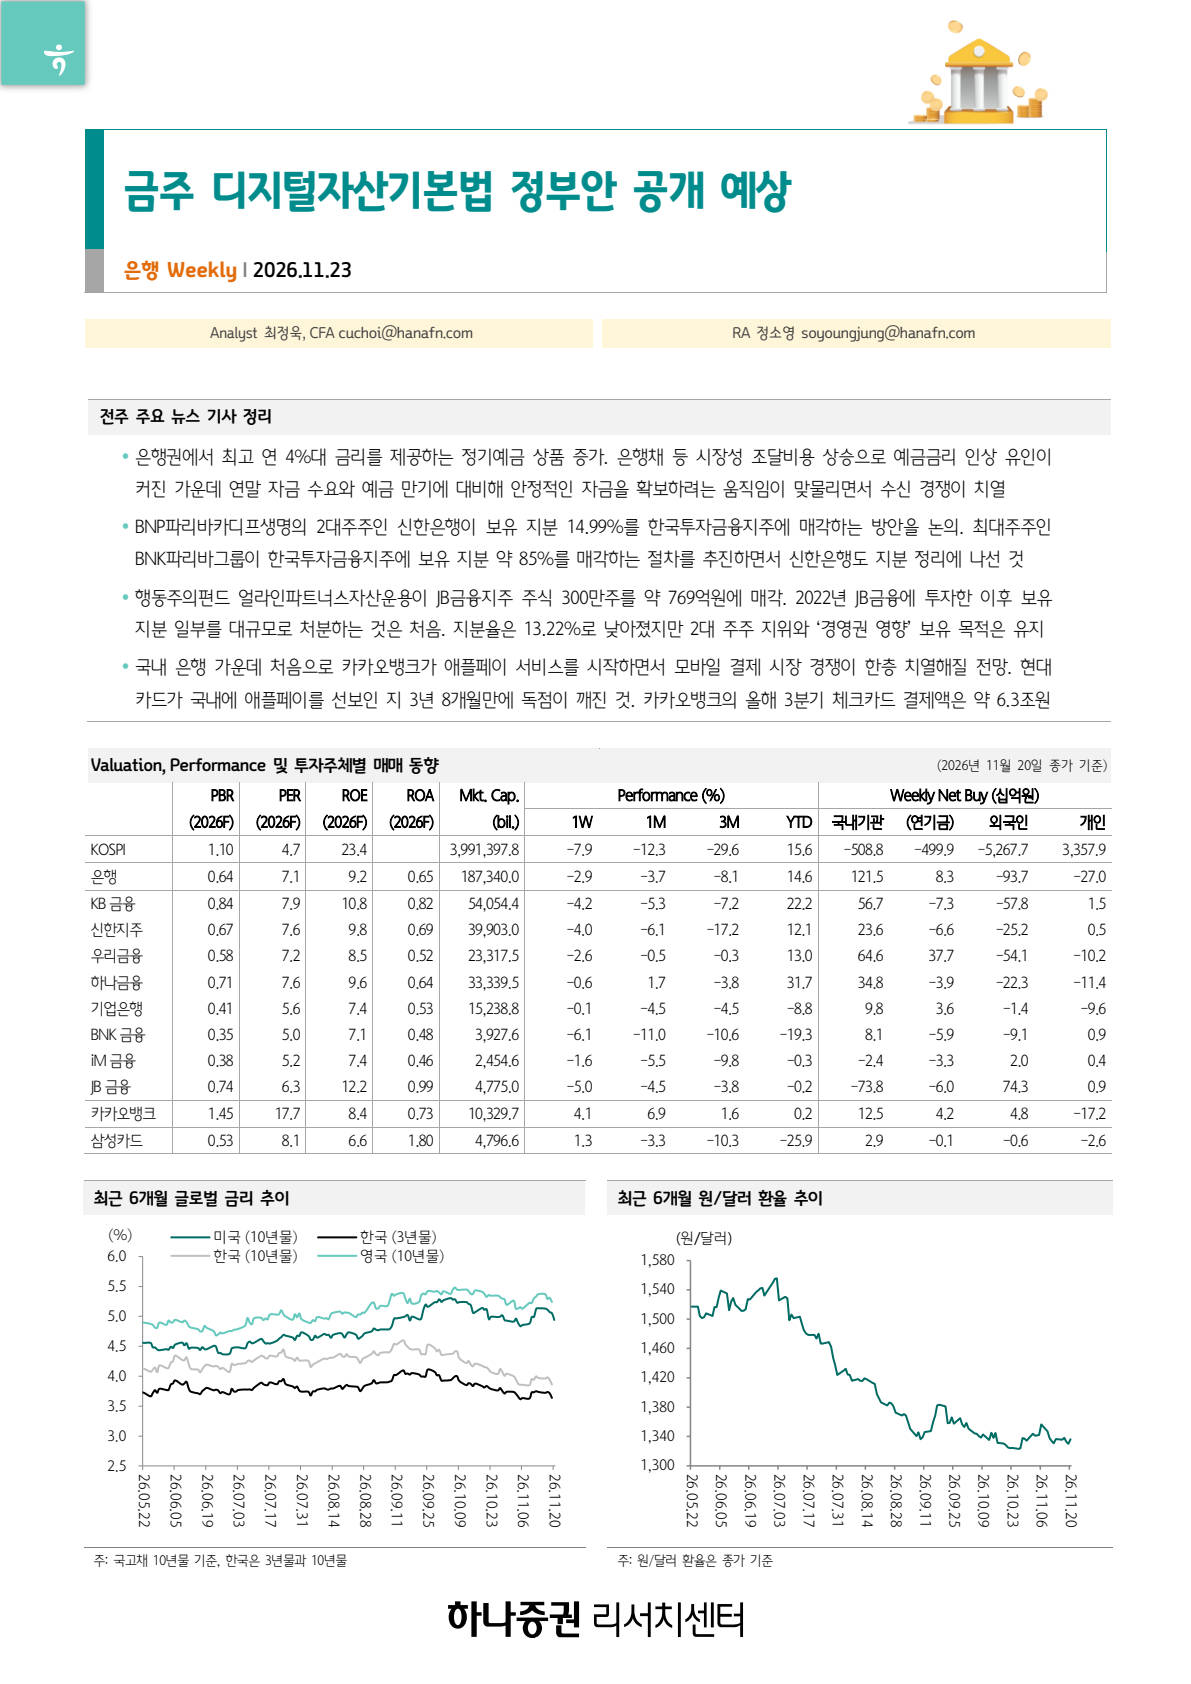 금주 디지털자산기본법 정부안 공개 예상
은행 Weekly | 2026.11.23
Analyst 최정욱, CFA cuchoi@hanafn.com
RA 정소영 soyoungjung@hanafn.com
전주 주요 뉴스 기사 정리
• 은행권에서 최고 연 4%대 금리를 제공하는 정기예금 상품 증가. 은행채 등 시장성 조달비용 상승으로 예금금리 인상 유인이
커진 가운데 연말 자금 수요와 예금 만기에 대비해 안정적인 자금을 확보하려는 움직임이 맞물리면서 수신 경쟁이 치열
• BNP파리바카디프생명의 2대주주인 신한은행이 보유 지분 14.99%를 한국투자금융지주에 매각하는 방안을 논의. 최대주주인
BNK파리바그룹이 한국투자금융지주에 보유 지분 약 85%를 매각하는 절차를 추진하면서 신한은행도 지분 정리에 나선 것
• 행동주의펀드 얼라인파트너스자산운용이 JB금융지주 주식 300만주를 약 769억원에 매각. 2022년 JB금융에 투자한 이후 보유
지분 일부를 대규모로 처분하는 것은 처음. 지분율은 13.22%로 낮아졌지만 2대 주주 지위와 ‘경영권 영향’ 보유 목적은 유지
• 국내 은행 가운데 처음으로 카카오뱅크가 애플페이 서비스를 시작하면서 모바일 결제 시장 경쟁이 한층 치열해질 전망. 현대
카드가 국내에 애플페이를 선보인 지 3년 8개월만에 독점이 깨진 것. 카카오뱅크의 올해 3분기 체크카드 결제액은 약 6.3조원
Valuation, Performance 및 투자주체별 매매 동향 (2026년 11월 20일 종가 기준)
PBR PER ROE ROA Mkt. Cap. Performance (%) Weekly Net Buy (십억원)
(2026F) (2026F) (2026F) (2026F) (bil.) 1W 1M 3M YTD 국내기관 (연기금) 외국인 개인
KOSPI 1.10 4.7 23.4 3,991,397.8 -7.9 -12.3 -29.6 15.6 -508.8 -499.9 -5,267.7 3,357.9
은행 0.64 7.1 9.2 0.65 187,340.0 -2.9 -3.7 -8.1 14.6 121.5 8.3 -93.7 -27.0
KB 금융 0.84 7.9 10.8 0.82 54,054.4 -4.2 -5.3 -7.2 22.2 56.7 -7.3 -57.8 1.5
신한지주 0.67 7.6 9.8 0.69 39,903.0 -4.0 -6.1 -17.2 12.1 23.6 -6.6 -25.2 0.5
우리금융 0.58 7.2 8.5 0.52 23,317.5 -2.6 -0.5 -0.3 13.0 64.6 37.7 -54.1 -10.2
하나금융 0.71 7.6 9.6 0.64 33,339.5 -0.6 1.7 -3.8 31.7 34.8 -3.9 -22.3 -11.4
기업은행 0.41 5.6 7.4 0.53 15,238.8 -0.1 -4.5 -4.5 -8.8 9.8 3.6 -1.4 -9.6
BNK 금융 0.35 5.0 7.1 0.48 3,927.6 -6.1 -11.0 -10.6 -19.3 8.1 -5.9 -9.1 0.9
iM 금융 0.38 5.2 7.4 0.46 2,454.6 -1.6 -5.5 -9.8 -0.3 -2.4 -3.3 2.0 0.4
JB 금융 0.74 6.3 12.2 0.99 4,775.0 -5.0 -4.5 -3.8 -0.2 -73.8 -6.0 74.3 0.9
카카오뱅크 1.45 17.7 8.4 0.73 10,329.7 4.1 6.9 1.6 0.2 12.5 4.2 4.8 -17.2
삼성카드 0.53 8.1 6.6 1.80 4,796.6 1.3 -3.3 -10.3 -25.9 2.9 -0.1 -0.6 -2.6
최근 6개월 글로벌 금리 추이
(%)
미국 (10년물) 한국 (3년물)
한국 (10년물) 영국 (10년물)
6.0
5.5
5.0
4.5
4.0
3.5
3.0
2.5
26.05.22 26.06.05 26.06.19 26.07.03 26.07.17 26.07.31 26.08.14 26.08.28 26.09.11 26.09.25 26.10.09 26.10.23 26.11.06 26.11.20
주: 국고채 10년물 기준, 한국은 3년물과 10년물
최근 6개월 원/달러 환율 추이
(원/달러)
1,580
1,540
1,500
1,460
1,420
1,380
1,340
1,300
26.05.22 26.06.05 26.06.19 26.07.03 26.07.17 26.07.31 26.08.14 26.08.28 26.09.11 26.09.25 26.10.09 26.10.23 26.11.06 26.11.20
주: 원/달러 환율은 종가 기준
하나증권 리서치센터